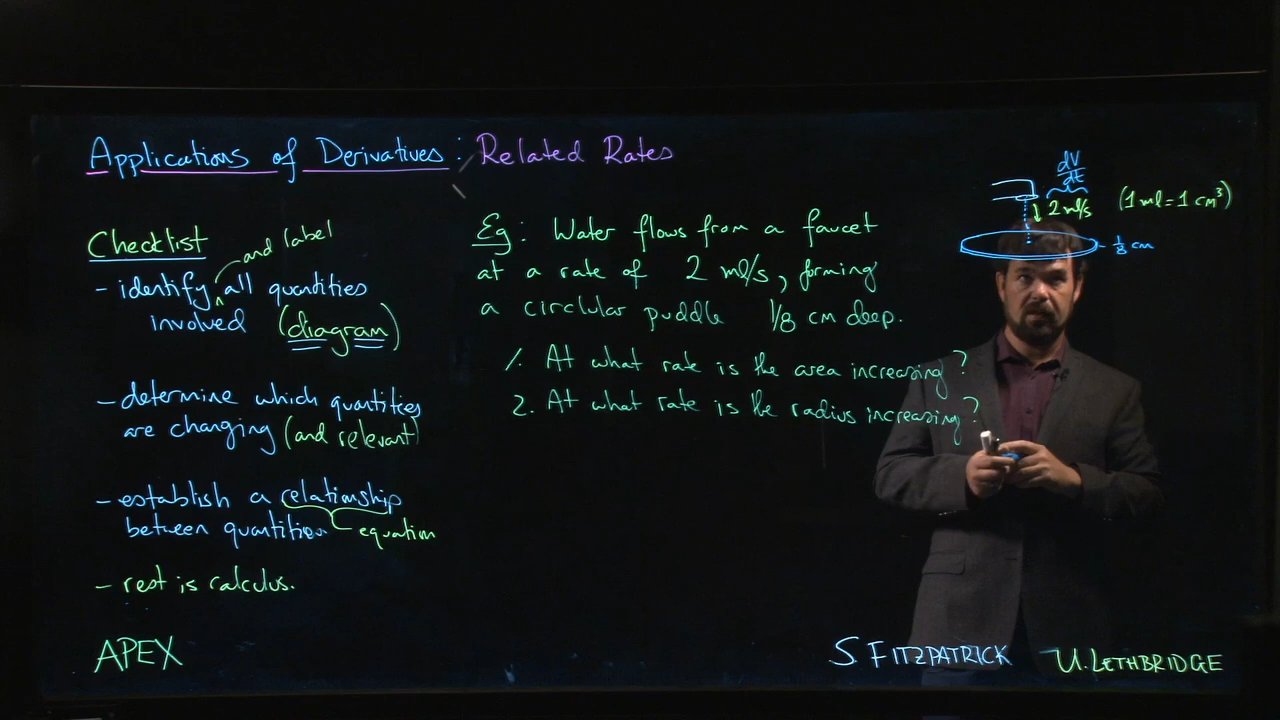 Applications of Derivatives: Related Rates
Checklist
and label
- identify all quantities
involved (diagram)
- determine which quantities
are changing (and relevant)
- establish a relationship
between quantities
equation
- rest is calculus.
APEX
Eg: Water flows from a faucet
at a rate of 2 ml/s, forming
a circlular puddle 1/8 cm deep.
1. At what rate is the area increasing?
2. At what rate is the radius increasing?
dV
dt
2 ml/s (1 ml = 1 cm³)
1/8 cm
S. FITZPATRICK U. LETHBRIDGE